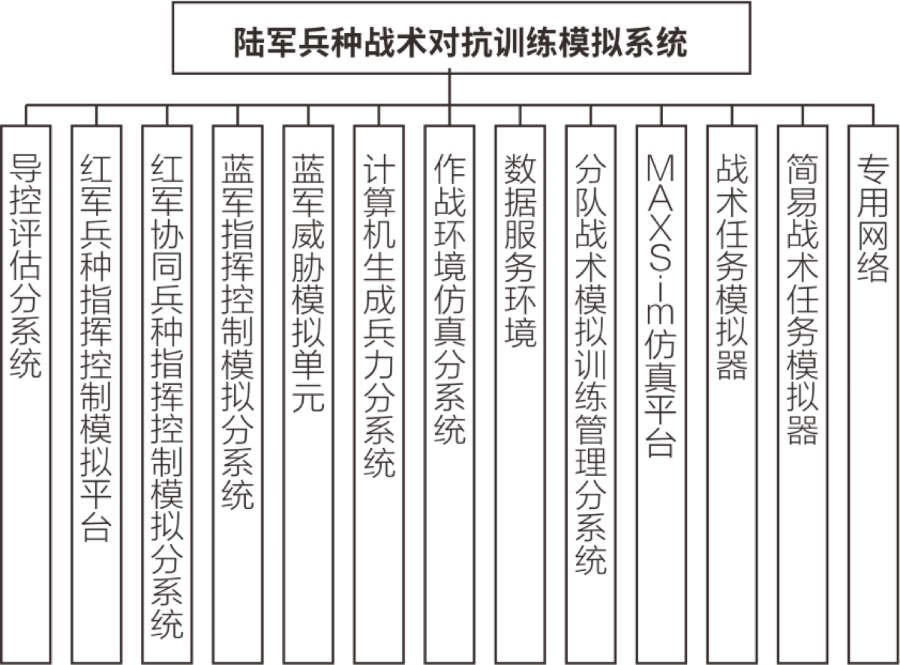 陆军兵种战术对抗训练模拟系统
导控评估分系统
红军兵种指挥控制模拟平台
红军协同兵种指挥控制模拟分系统
蓝军指挥控制模拟分系统
蓝军威胁模拟单元
计算机生成兵力分系统
作战环境仿真分系统
数据服务环境
分队战术模拟训练管理分系统
MAXSim仿真平台
战术任务模拟器
简易战术任务模拟器
专用网络